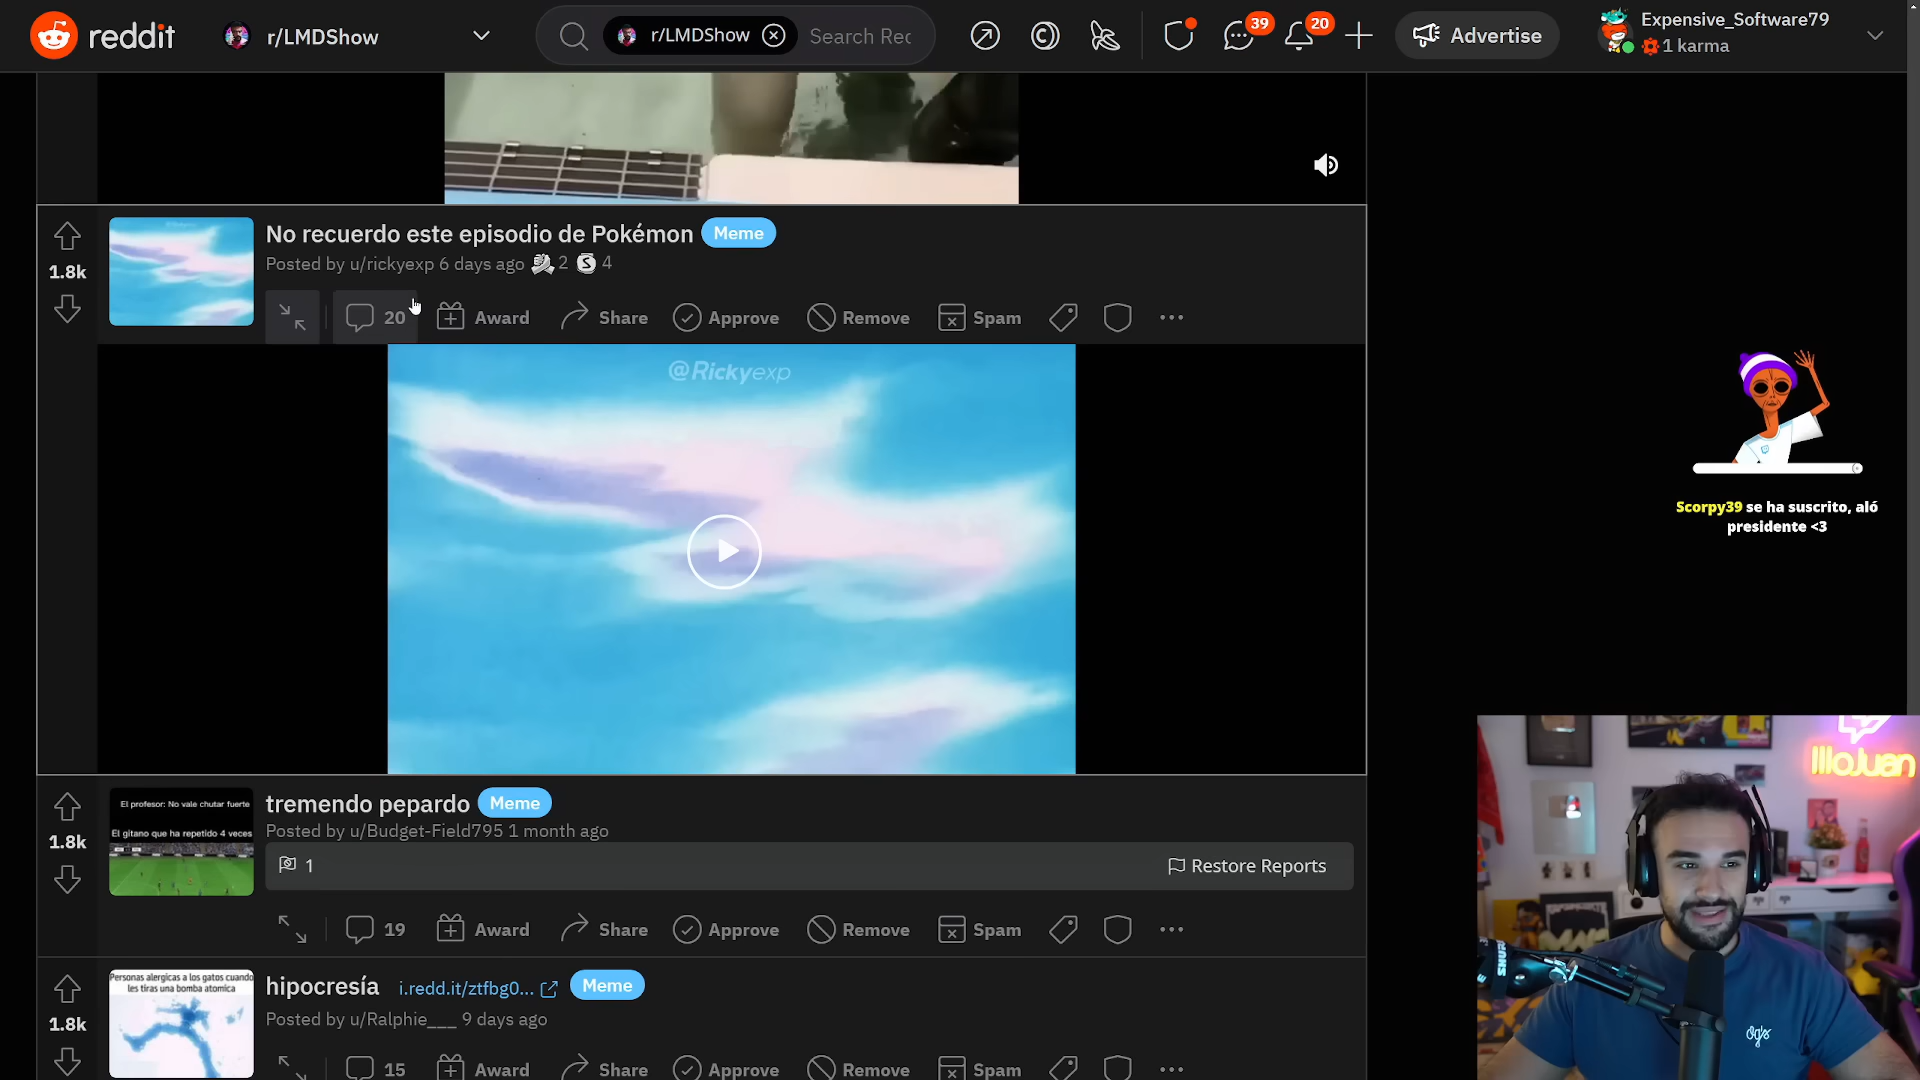 reddit
r/LMDShow
r/LMDShow
Search Rec
39
20
Advertise
Expensive_Software79
1 karma
1.8k
No recuerdo este episodio de Pokémon
Meme
Posted by u/rickyexp 6 days ago
2
4
20
Award
Share
Approve
Remove
Spam
@Rickyexp
Scorpy39 se ha suscrito, aló
presidente <3
1.8k
El profesor: No vale chutar fuerte
El gitano que ha repetido 4 veces
tremendo pepardo
Meme
Posted by u/Budget-Field795 1 month ago
1
Restore Reports
19
Award
Share
Approve
Remove
Spam
1.8k
Personas alergicas a los gatos cuando
les tiras una bomba atomica
hipocresía
i.redd.it/ztfbg0...
Meme
Posted by u/Ralphie___ 9 days ago
15
Award
Share
Approve
Remove
Spam
IlloJuan
SHURE